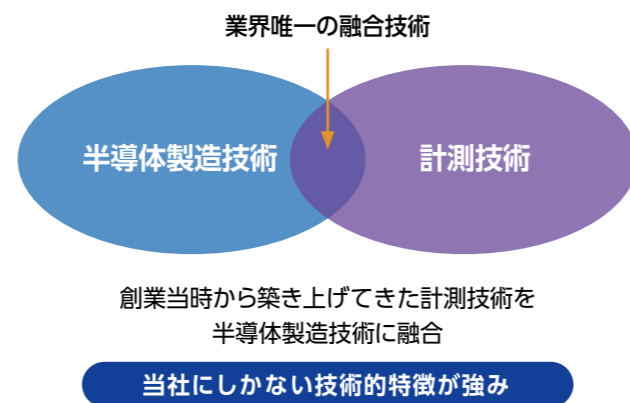 業界唯一の融合技術
半導体製造技術
計測技術
創業当時から築き上げてきた計測技術を
半導体製造技術に融合
当社にしかない技術的特徴が強み